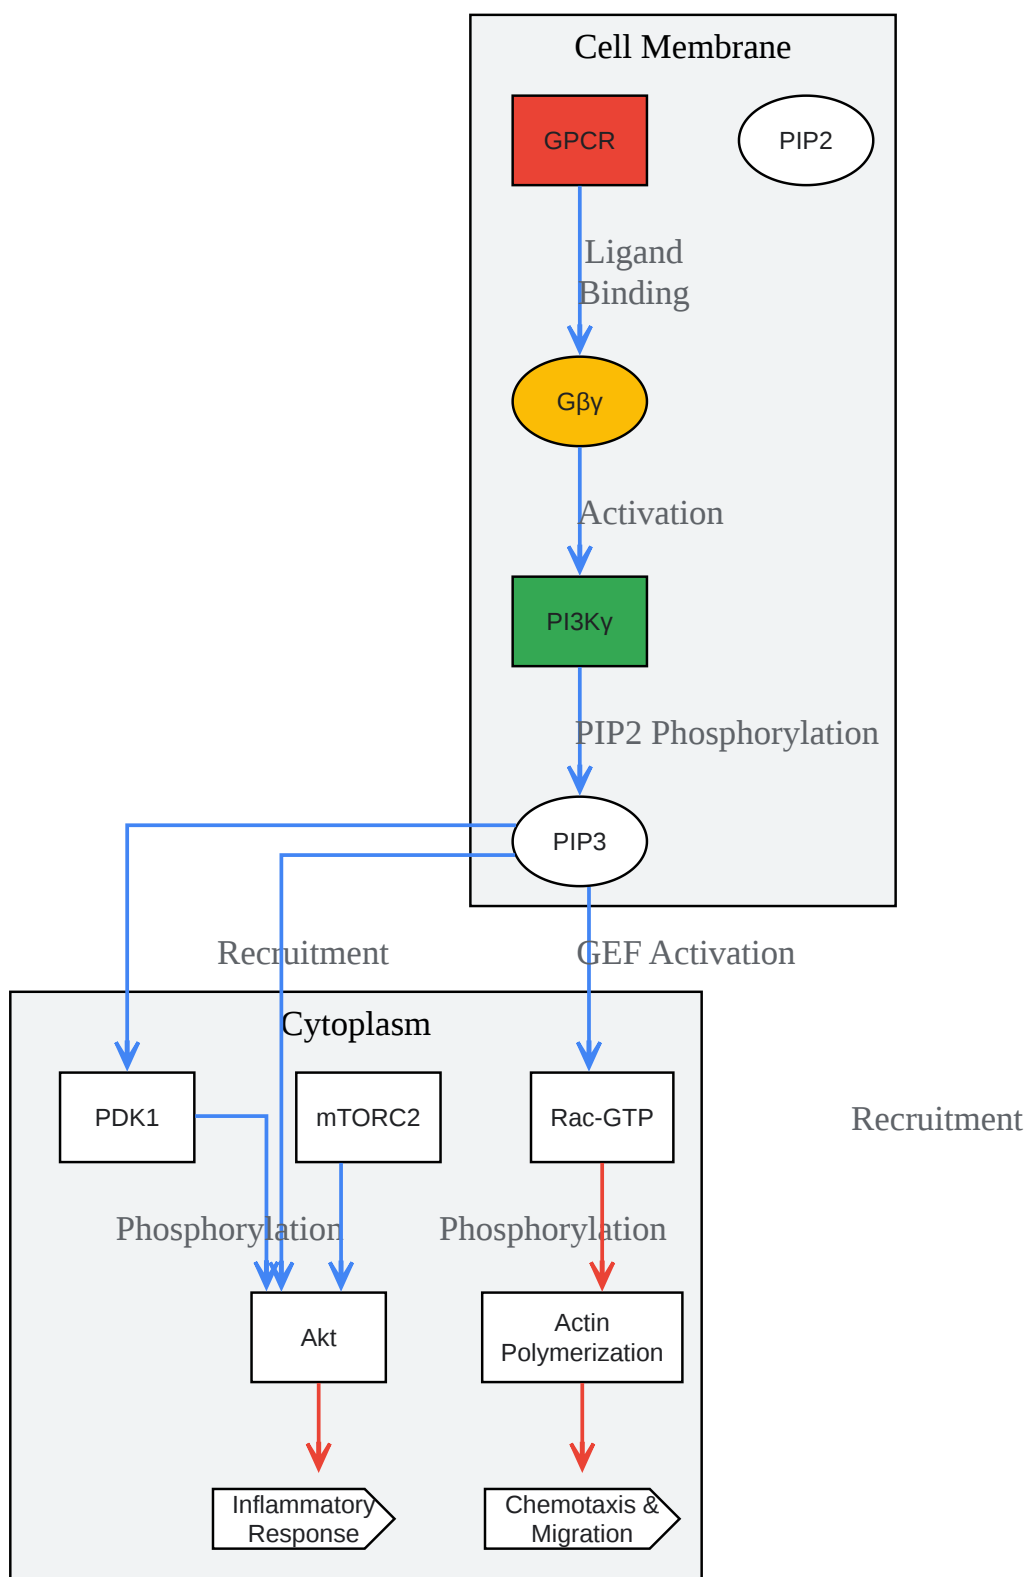 Cell Membrane
GPCR
PIP2
Ligand
Binding
Gβγ
Activation
PI3Kγ
PIP2 Phosphorylation
PIP3
Recruitment
GEF Activation
Cytoplasm
PDK1
mTORC2
Rac-GTP
Recruitment
Phosphorylation
Phosphorylation
Akt
Actin
Polymerization
Inflammatory
Response
Chemotaxis &
Migration